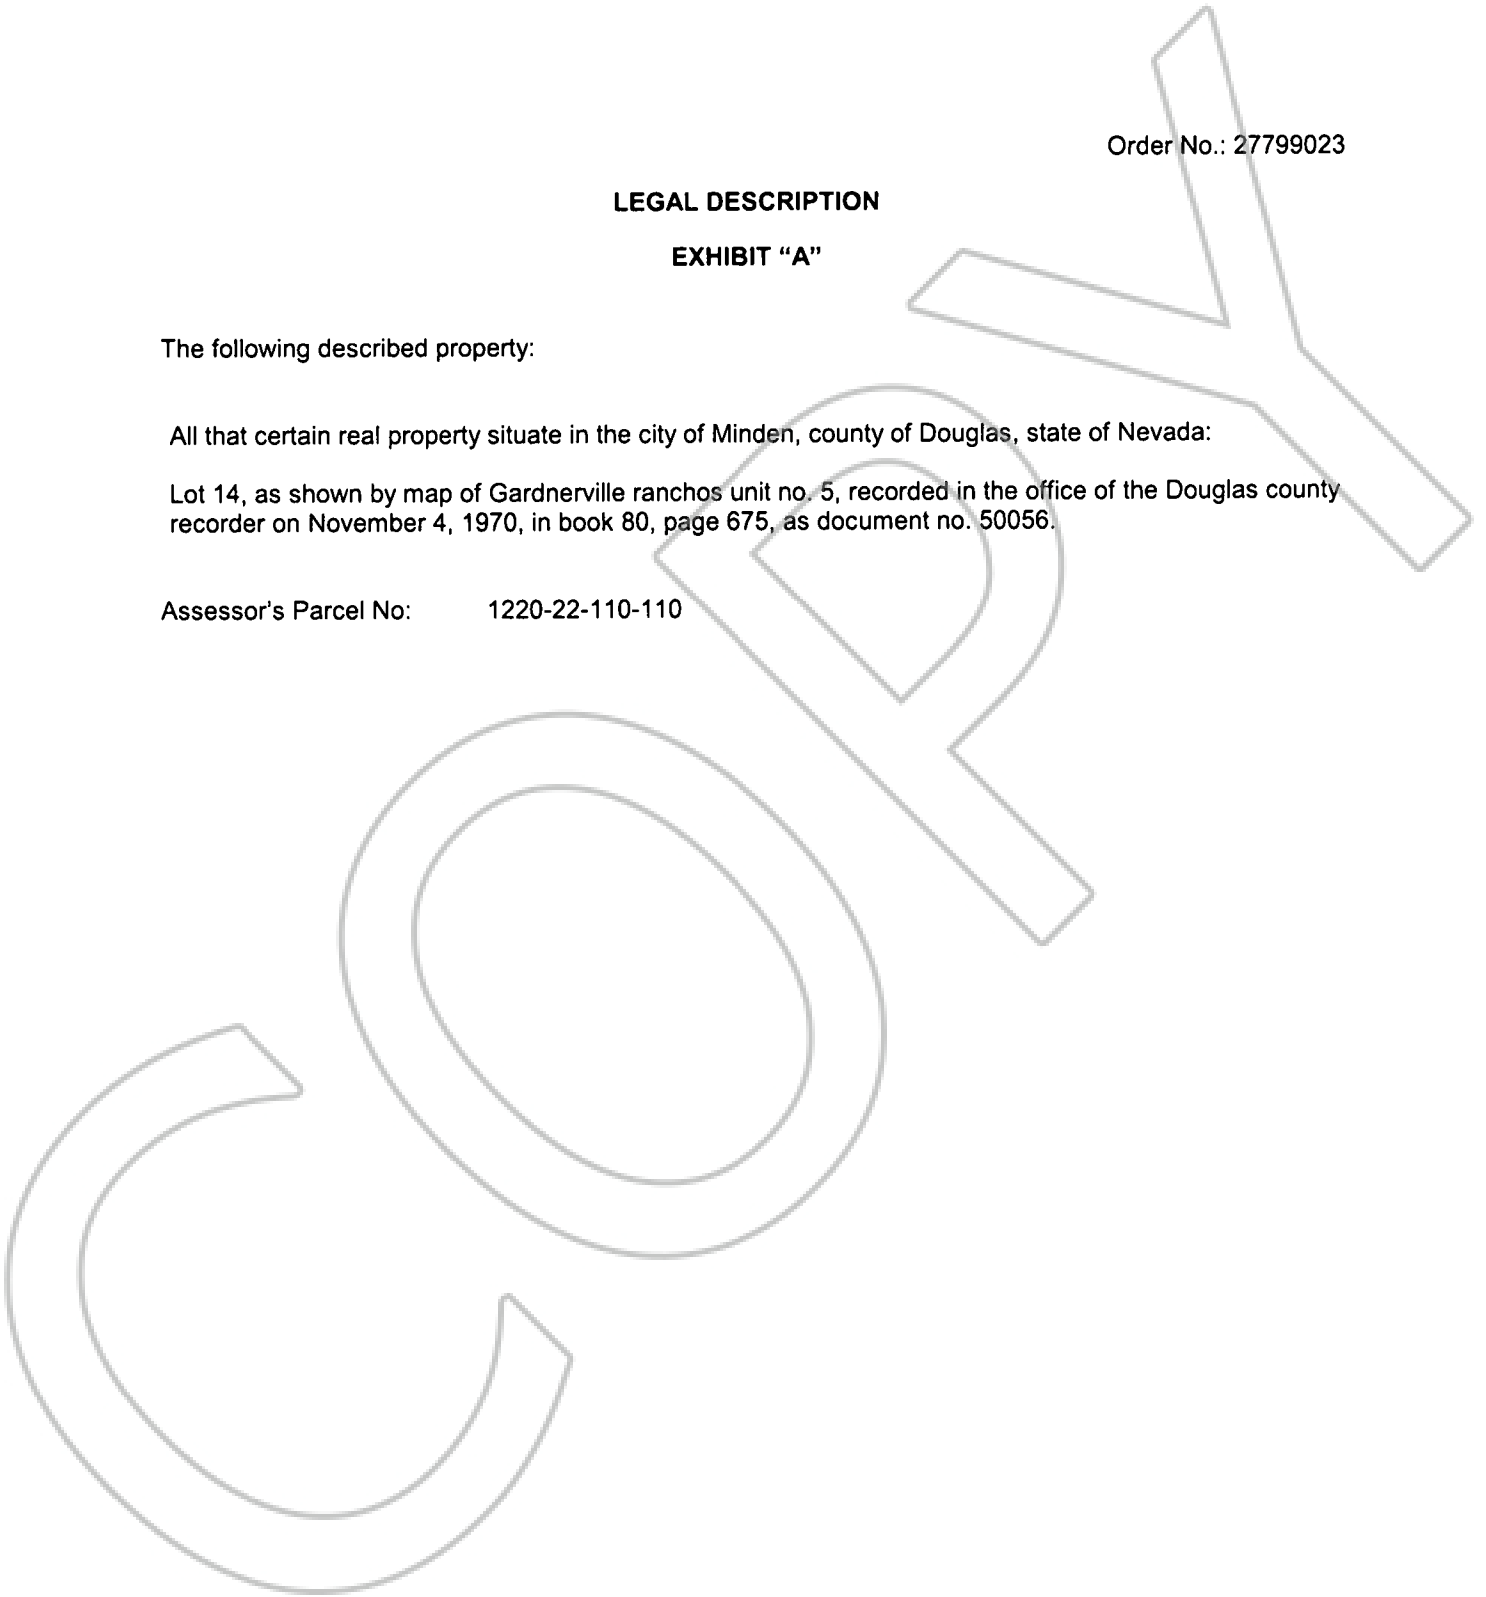 Order No.: 27799023
LEGAL DESCRIPTION
EXHIBIT “A”
The following described property:
All that certain real property situate in the city of Minden, county of Douglas, state of Nevada:
Lot 14, as shown by map of Gardnerville ranchos unit no. 5, recorded in the office of the Douglas county
recorder on November 4, 1970, in book 80, page 675, as document no. 50056.
Assessor's Parcel No: 1220-22-110-110
COPY